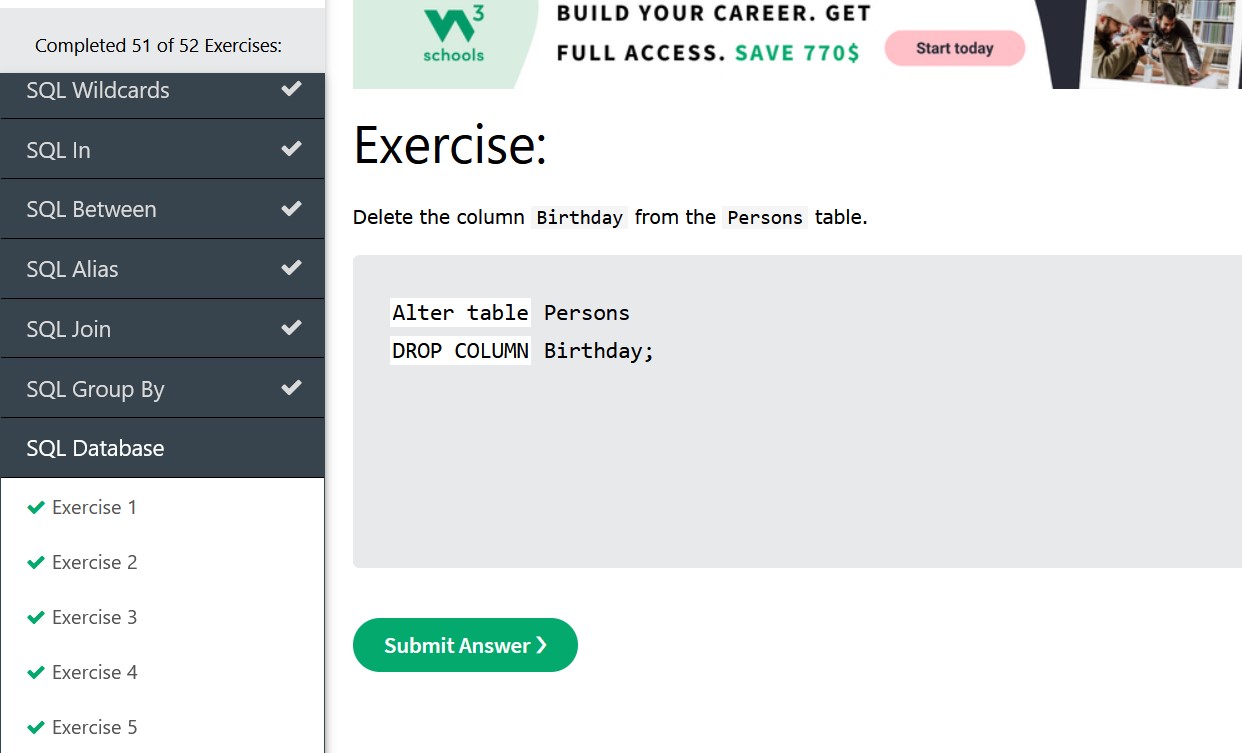 Completed 51 of 52 Exercises:
SQL Wildcards
SQL In
SQL Between
SQL Alias
SQL Join
SQL Group By
SQL Database
Exercise 1
Exercise 2
Exercise 3
Exercise 4
Exercise 5
W3
schools
BUILD YOUR CAREER. GET
FULL ACCESS. SAVE 770$
Start today
Exercise:
Delete the column Birthday from the Persons table.
Alter table Persons
DROP COLUMN Birthday;
Submit Answer ❯